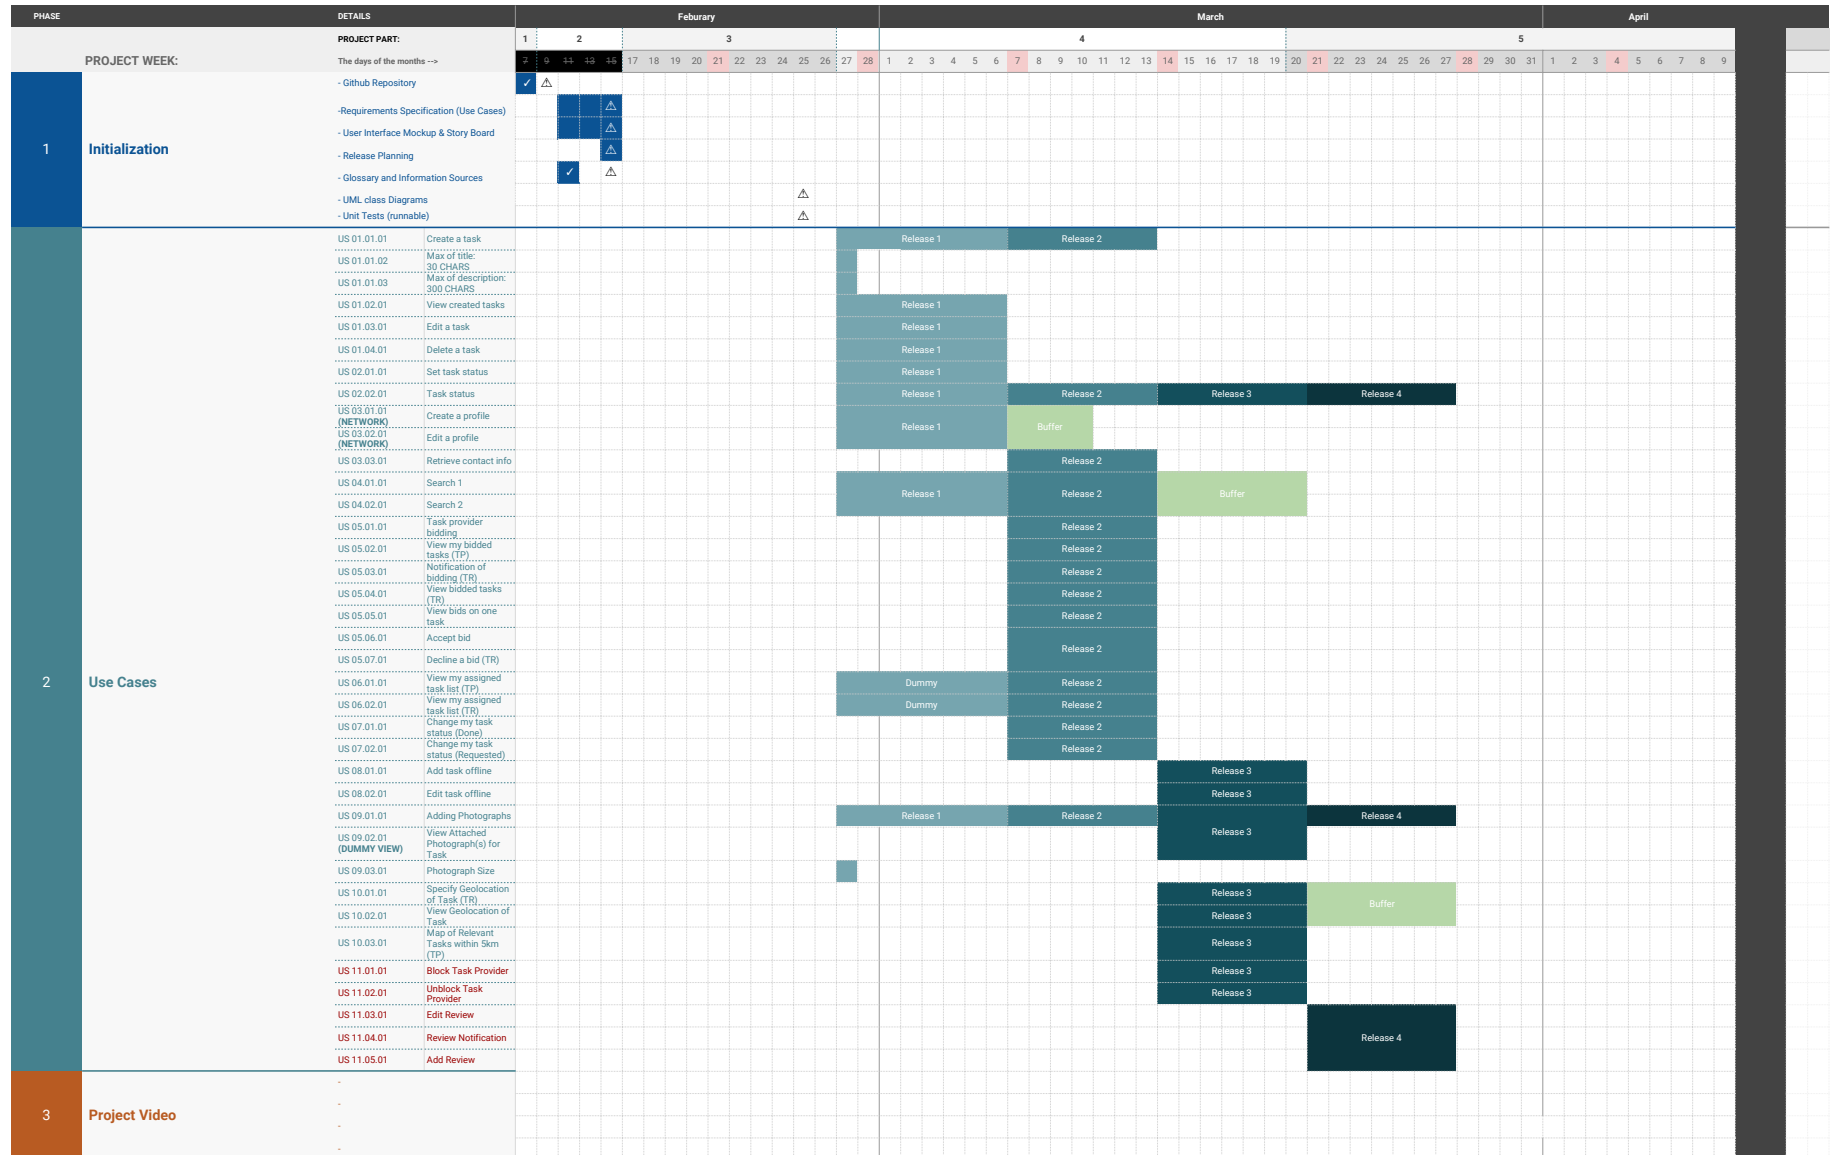 PHASE DETAILS Feburary March April
PROJECT PART: 1 2 3 4 5
PROJECT WEEK: The days of the months --> 7 9 11 13 15 17 18 19 20 21 22 23 24 25 26 27 28 1 2 3 4 5 6 7 8 9 10 11 12 13 14 15 16 17 18 19 20 21 22 23 24 25 26 27 28 29 30 31 1 2 3 4 5 6 7 8 9
- Github Repository ✓ ⚠
-Requirements Specification (Use Cases) ⚠
- User Interface Mockup & Story Board ⚠
1 Initialization
- Release Planning ⚠
- Glossary and Information Sources ✓ ⚠
- UML class Diagrams ⚠
- Unit Tests (runnable) ⚠
US 01.01.01 Create a task Release 1 Release 2
US 01.01.02 Max of title:
30 CHARS
US 01.01.03 Max of description:
300 CHARS
US 01.02.01 View created tasks Release 1
US 01.03.01 Edit a task Release 1
US 01.04.01 Delete a task Release 1
US 02.01.01 Set task status Release 1
US 02.02.01 Task status Release 1 Release 2 Release 3 Release 4
US 03.01.01
(NETWORK) Create a profile
Release 1 Buffer
US 03.02.01
(NETWORK) Edit a profile
US 03.03.01 Retrieve contact info Release 2
US 04.01.01 Search 1
Release 1 Release 2 Buffer
US 04.02.01 Search 2
US 05.01.01 Task provider
bidding Release 2
US 05.02.01 View my bidded
tasks (TP) Release 2
US 05.03.01 Notification of
bidding (TR) Release 2
US 05.04.01 View bidded tasks
(TR) Release 2
US 05.05.01 View bids on one
task Release 2
US 05.06.01 Accept bid
Release 2
US 05.07.01 Decline a bid (TR)
2 Use Cases
US 06.01.01 View my assigned
task list (TP) Dummy Release 2
US 06.02.01 View my assigned
task list (TR) Dummy Release 2
US 07.01.01 Change my task
status (Done) Release 2
US 07.02.01 Change my task
status (Requested) Release 2
US 08.01.01 Add task offline Release 3
US 08.02.01 Edit task offline Release 3
US 09.01.01 Adding Photographs Release 1 Release 2 Release 4
Release 3
US 09.02.01
(DUMMY VIEW) View Attached
Photograph(s) for
Task
US 09.03.01 Photograph Size
US 10.01.01 Specify Geolocation
of Task (TR) Release 3
Buffer
US 10.02.01 View Geolocation of
Task Release 3
US 10.03.01 Map of Relevant
Tasks within 5km
(TP) Release 3
US 11.01.01 Block Task Provider Release 3
US 11.02.01 Unblock Task
Provider Release 3
US 11.03.01 Edit Review
US 11.04.01 Review Notification Release 4
US 11.05.01 Add Review
-
-
3 Project Video
-
-